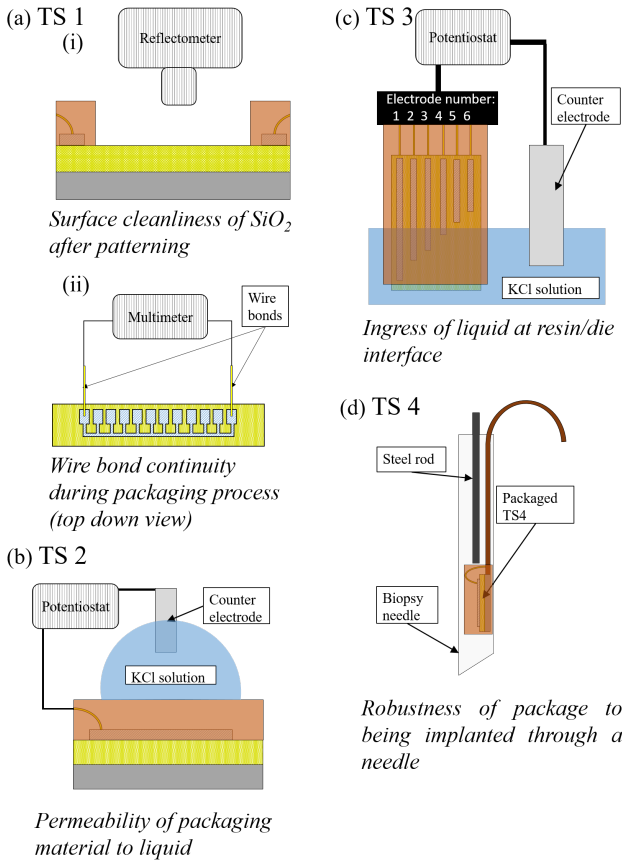 (a) TS 1
(i)
Reflectometer
Surface cleanliness of SiO2
after patterning
(ii)
Multimeter
Wire
bonds
Wire bond continuity
during packaging process
(top down view)
(b) TS 2
Potentiostat
Counter
electrode
KCl solution
Permeability of packaging
material to liquid
(c) TS 3
Potentiostat
Electrode number:
1 2 3 4 5 6
Counter
electrode
KCl solution
Ingress of liquid at resin/die
interface
(d) TS 4
Steel rod
Packaged
TS4
Biopsy
needle
Robustness of package to
being implanted through a
needle